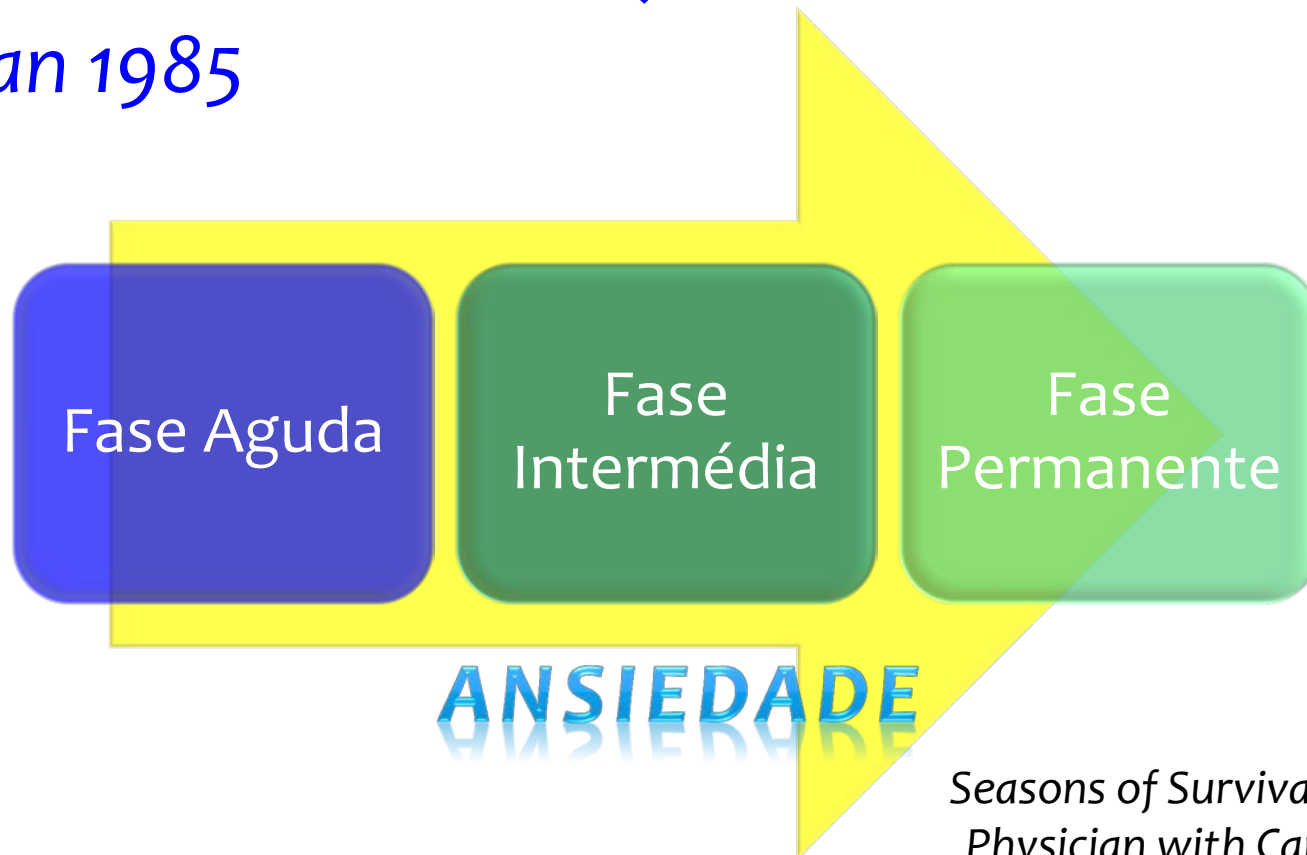 an 1985
Fase Aguda
Fase
Intermédia
Fase
Permanente
ANSIEDADE
Seasons of Surviva
Physician with Ca